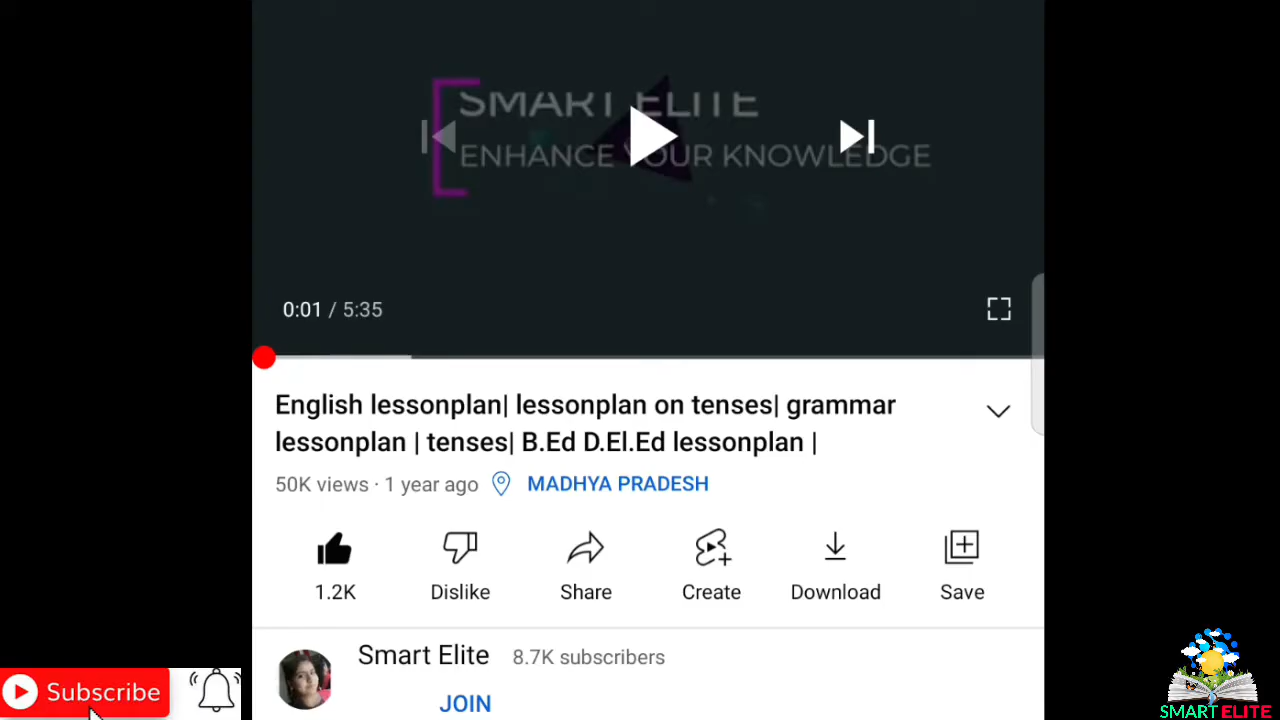 SMART ELITE
ENHANCE YOUR KNOWLEDGE
0:01 / 5:35
English lessonplan| lessonplan on tenses| grammar
lessonplan | tenses| B.Ed D.El.Ed lessonplan |
50K views · 1 year ago MADHYA PRADESH
1.2K Dislike Share Create Download Save
Smart Elite 8.7K subscribers
JOIN
Subscribe
SMART ELITE